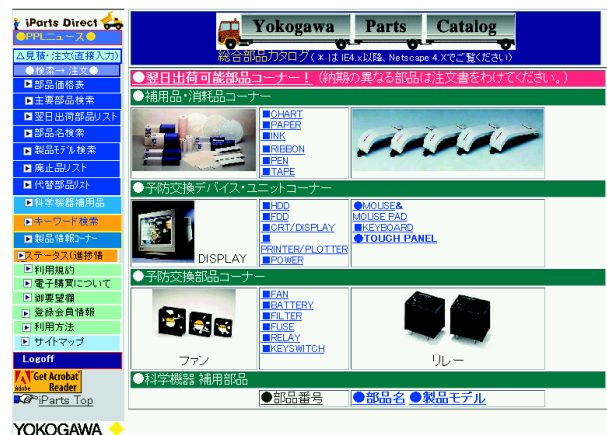 iParts Direct
●PPLニュース●
△見積・注文(直接入力)
●検索→注文●
部品価格表
主要部品検索
翌日出荷部品リスト
部品名検索
製品モデル検索
廃止品リスト
代替部品リスト
科学機器補用品
キーワード検索
製品情報コーナー
ステータス(進捗情
利用規約
電子購買について
御要望欄
登録会員情報
利用方法
サイトマップ
Logoff
Get Acrobat
Adobe Reader
iParts Top
YOKOGAWA
Yokogawa Parts Catalog
総合部品カタログ(* は IE4.x以降、Netscape 4.Xでご覧ください)
●翌日出荷可能部品コーナー！(納期の異なる部品は注文書をわけてください。)
●補用品・消耗品コーナー
■CHART
■PAPER
■INK
■RIBBON
■PEN
■TAPE
●予防交換デバイス・ユニットコーナー
DISPLAY
■HDD
■FDD
■CRT/DISPLAY
■
PRINTER/PLOTTER
■POWER
●MOUSE&
MOUSE PAD
■KEYBOARD
●TOUCH PANEL
●予防交換部品コーナー
ファン
■FAN
■BATTERY
■FILTER
■FUSE
■RELAY
■KEYSWITCH
リレー
●科学機器 補用部品
●部品番号
●部品名 ●製品モデル